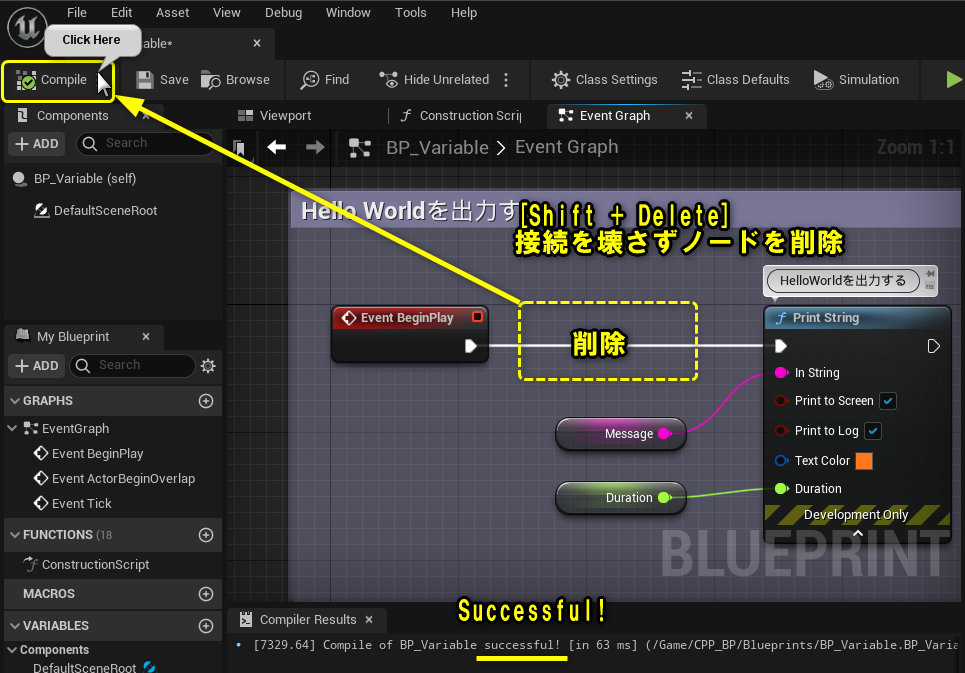 File Edit Asset View Debug Window Tools Help
Click Here
able*
Compile Save Browse Find Hide Unrelated Class Settings Class Defaults Simulation
Components Viewport Construction Scrip Event Graph
ADD Search
BP_Variable > Event Graph Zoom 1:1
BP_Variable (self)
DefaultSceneRoot
Hello Worldを出力す
[Shift + Delete]
接続を壊さずノードを削除
HelloWorldを出力する
Event BeginPlay
削除
Print String
In String
Print to Screen
Print to Log
Text Color
Duration
Development Only
Message
Duration
BLUEPRINT
My Blueprint
ADD Search
GRAPHS
EventGraph
Event BeginPlay
Event ActorBeginOverlap
Event Tick
FUNCTIONS (18
ConstructionScript
MACROS
VARIABLES
Components
DefaultSceneRoot
Compiler Results
Successful!
[7329.64] Compile of BP_Variable successful! [in 63 ms] (/Game/CPP_BP/Blueprints/BP_Variable.BP_Varia